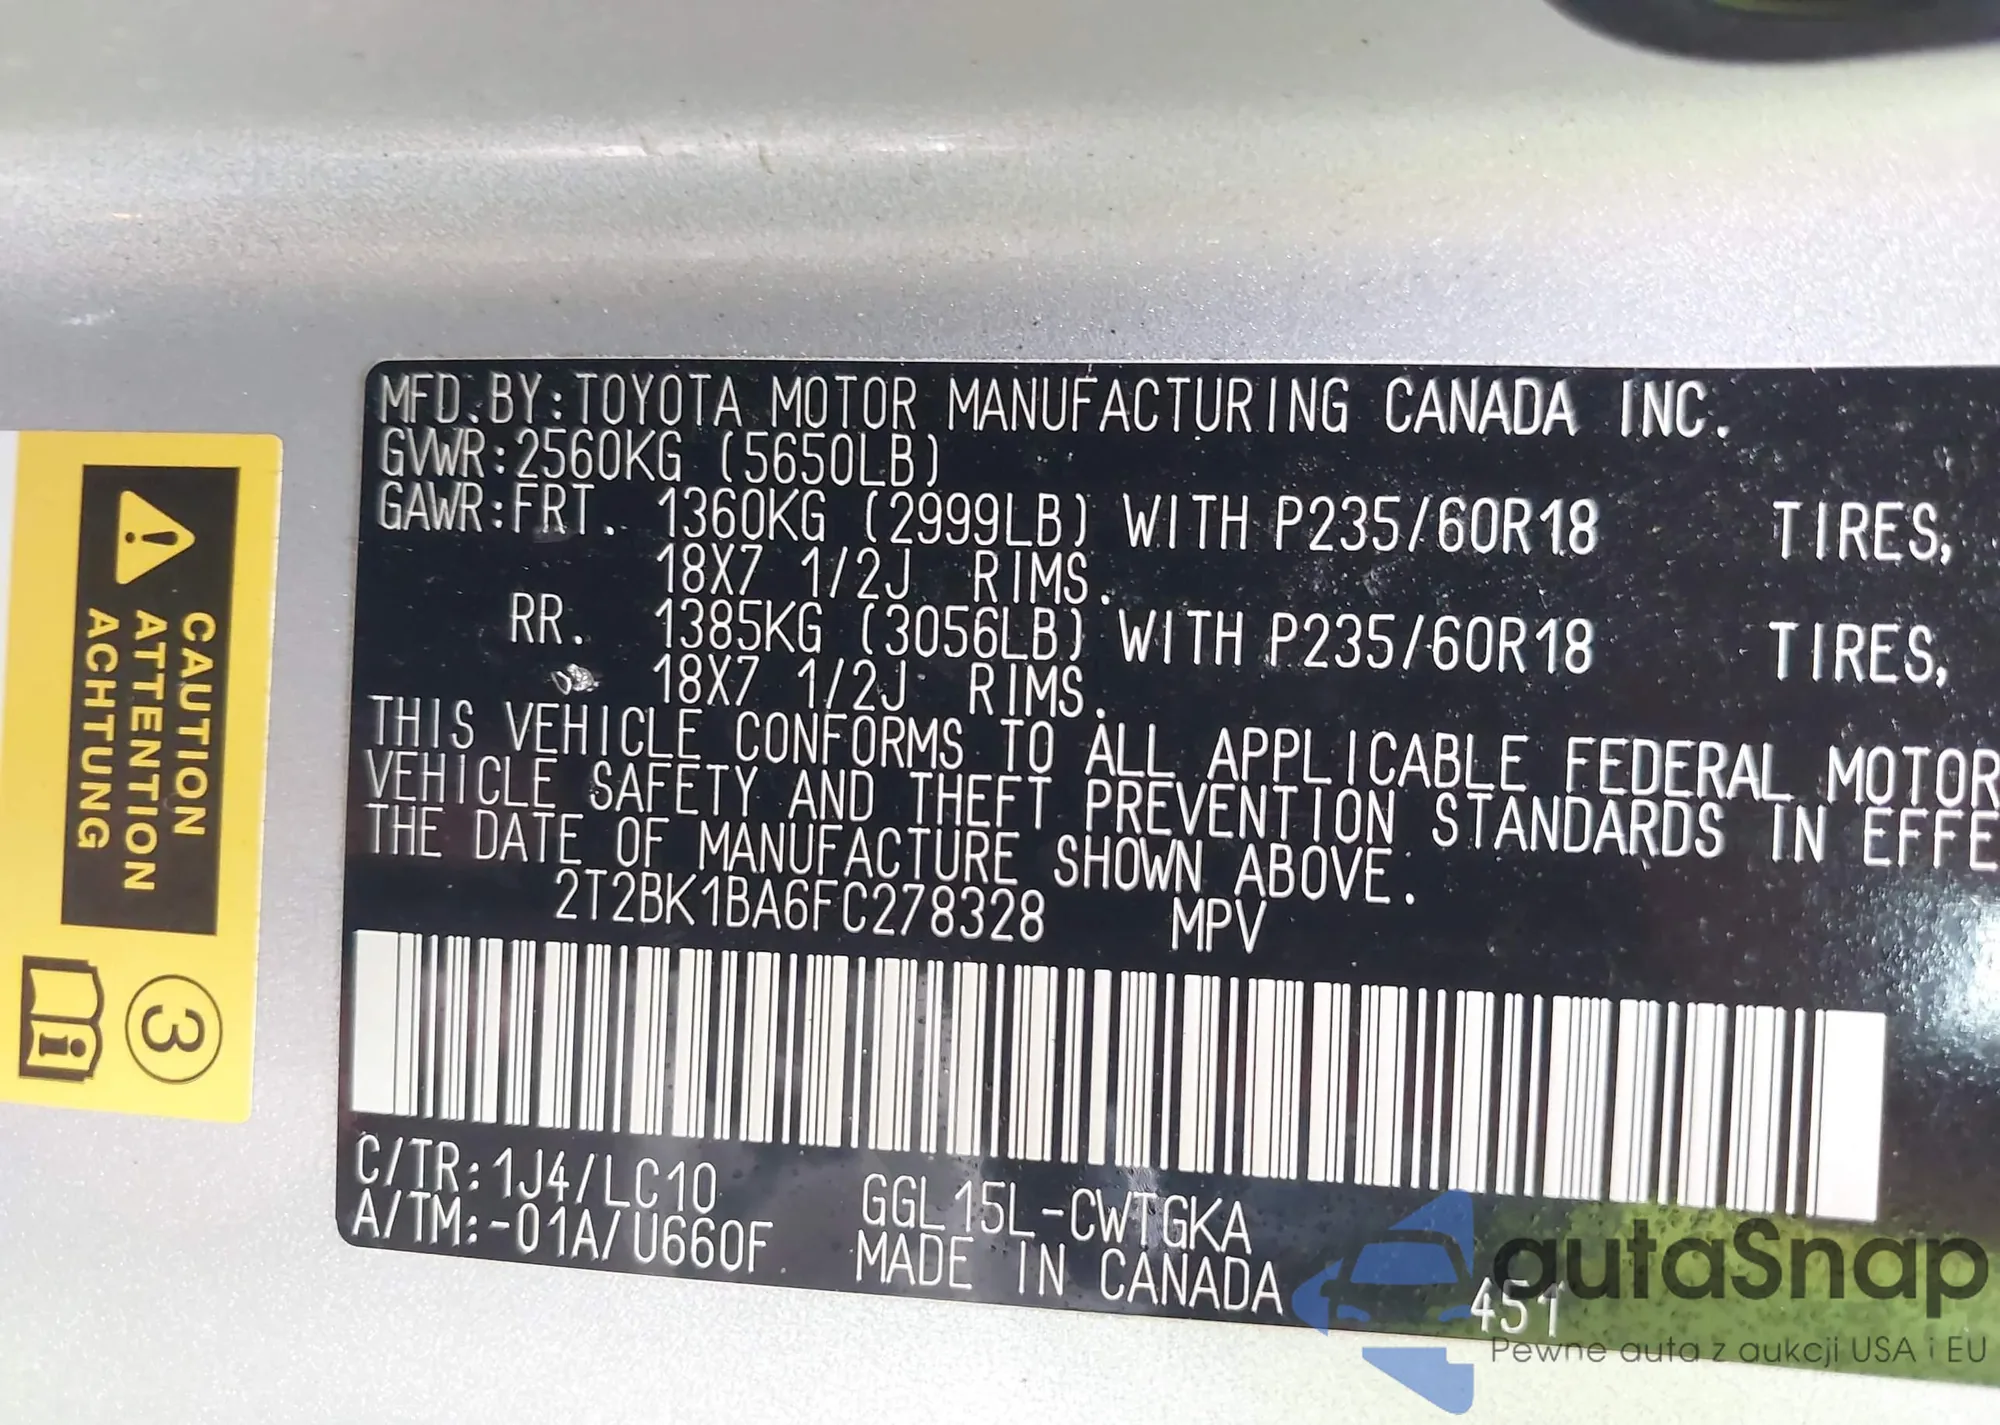 MFD. BY: TOYOTA MOTOR MANUFACTURING CANADA INC.
GVWR: 2560KG (5650LB)
GAWR: FRT. 1360KG (2999LB) WITH P235/60R18 TIRES,
18X7 1/2J RIMS.
RR. 1385KG (3056LB) WITH P235/60R18 TIRES,
18X7 1/2J RIMS.
THIS VEHICLE CONFORMS TO ALL APPLICABLE FEDERAL MOTOR
VEHICLE SAFETY AND THEFT PREVENTION STANDARDS IN EFFE
THE DATE OF MANUFACTURE SHOWN ABOVE.
2T2BK1BA6FC278328 MPV
C/TR: 1J4/LC10 GGL15L-CWTGKA
A/TM: -01A/U660F MADE IN CANADA 451
CAUTION
ATTENTION
ACHTUNG
3
i
autaSnap
Pewne auta z aukcji USA i EU